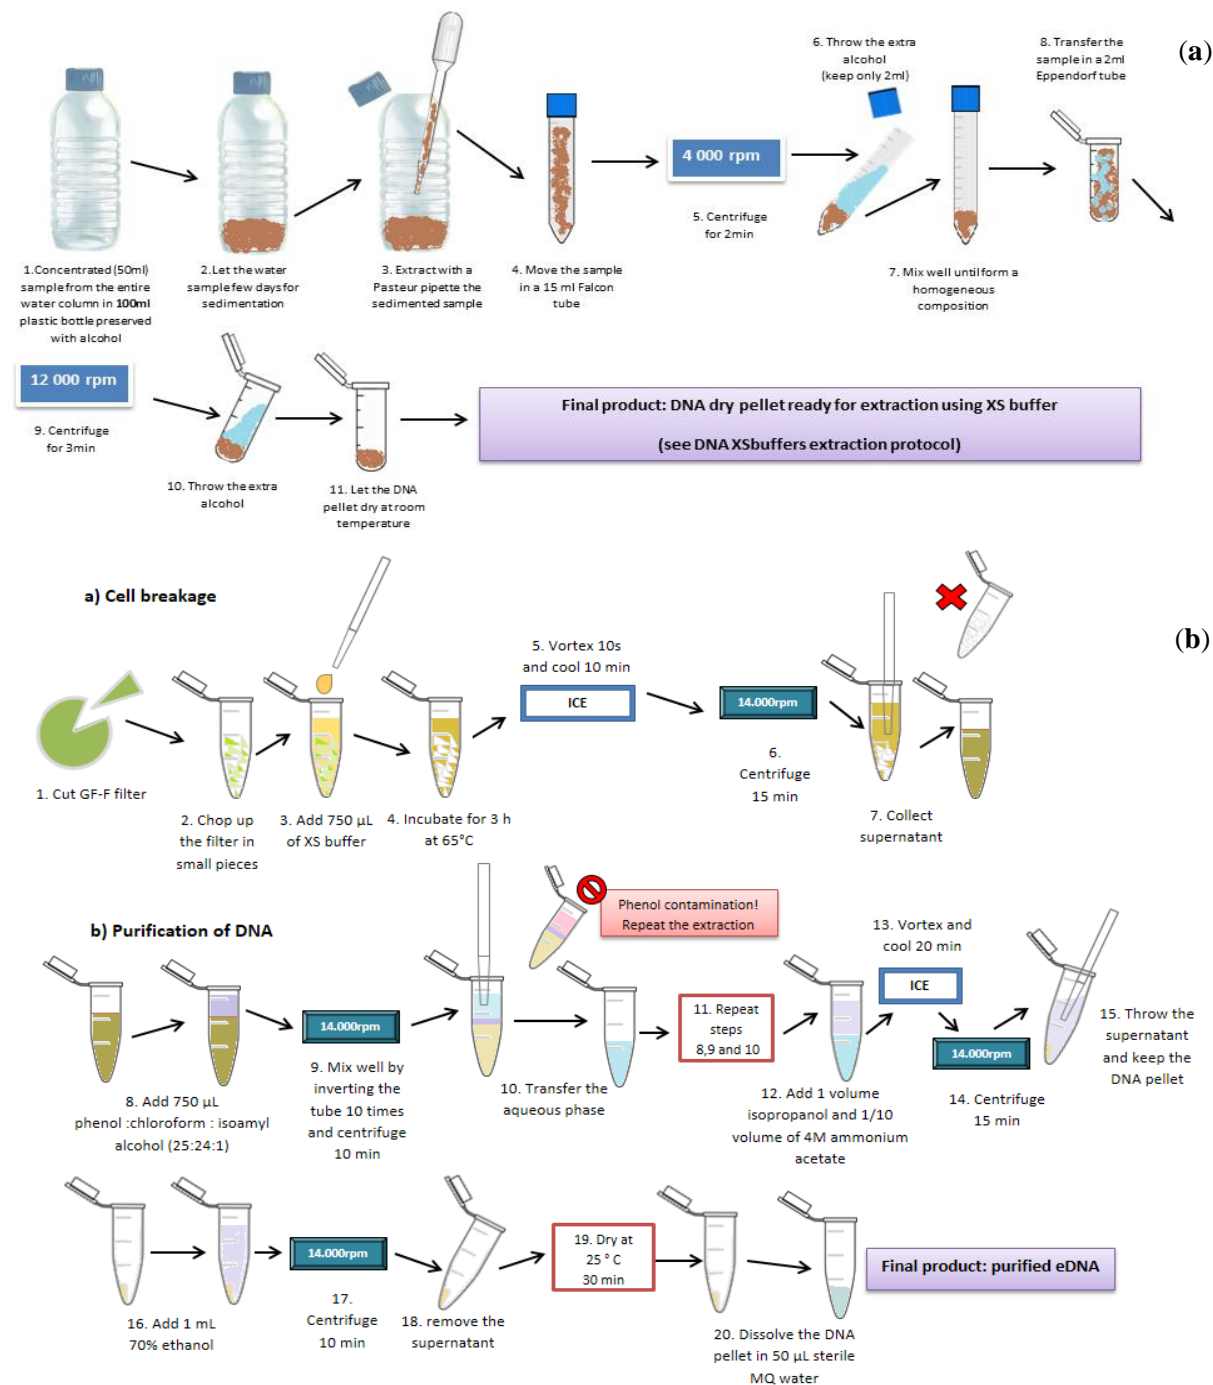 (a)
1.Concentrated (50ml)
sample from the entire
water column in 100ml
plastic bottle preserved
with alcohol
2.Let the water
sample few days for
sedimentation
3. Extract with a
Pasteur pipette the
sedimented sample
4. Move the sample
in a 15 ml Falcon
tube
4 000 rpm
5. Centrifuge
for 2min
6. Throw the extra
alcohol
(keep only 2ml)
7. Mix well until form a
homogeneous
composition
8. Transfer the
sample in a 2ml
Eppendorf tube
12 000 rpm
9. Centrifuge
for 3min
10. Throw the extra
alcohol
11. Let the DNA
pellet dry at room
temperature
Final product: DNA dry pellet ready for extraction using XS buffer
(see DNA XSbuffers extraction protocol)
(b)
a) Cell breakage
1. Cut GF-F filter
2. Chop up
the filter in
small pieces
3. Add 750 µL
of XS buffer
4. Incubate for 3 h
at 65°C
5. Vortex 10s
and cool 10 min
ICE
14.000rpm
6.
Centrifuge
15 min
7. Collect
supernatant
b) Purification of DNA
8. Add 750 µL
phenol :chloroform : isoamyl
alcohol (25:24:1)
14.000rpm
9. Mix well by
inverting the
tube 10 times
and centrifuge
10 min
Phenol contamination!
Repeat the extraction
10. Transfer the
aqueous phase
11. Repeat
steps
8,9 and 10
12. Add 1 volume
isopropanol and 1/10
volume of 4M ammonium
acetate
13. Vortex and
cool 20 min
ICE
14.000rpm
14. Centrifuge
15 min
15. Throw the
supernatant
and keep the
DNA pellet
16. Add 1 mL
70% ethanol
14.000rpm
17.
Centrifuge
10 min
18. remove the
supernatant
19. Dry at
25 ° C
30 min
20. Dissolve the DNA
pellet in 50 µL sterile
MQ water
Final product: purified eDNA